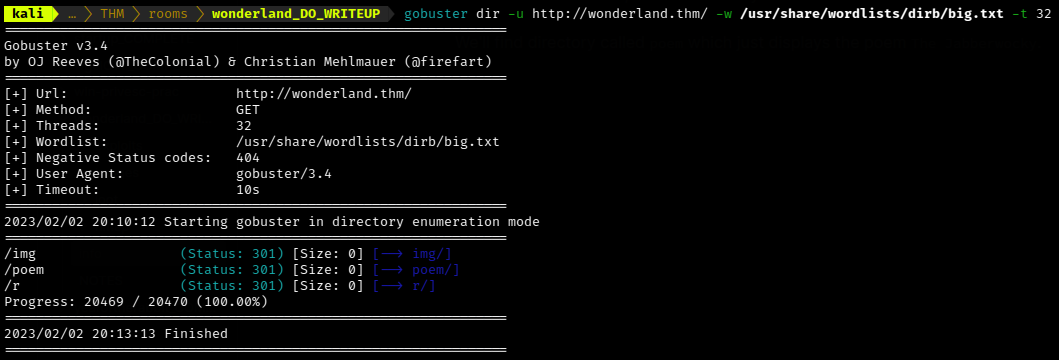 kali … THM rooms wonderland_DO_WRITEUP gobuster dir -u http://wonderland.thm/ -w /usr/share/wordlists/dirb/big.txt -t 32
===============================================================
Gobuster v3.4
by OJ Reeves (@TheColonial) & Christian Mehlmauer (@firefart)
===============================================================
[+] Url:                     http://wonderland.thm/
[+] Method:                  GET
[+] Threads:                 32
[+] Wordlist:                /usr/share/wordlists/dirb/big.txt
[+] Negative Status codes:   404
[+] User Agent:              gobuster/3.4
[+] Timeout:                 10s
===============================================================
2023/02/02 20:10:12 Starting gobuster in directory enumeration mode
===============================================================
/img                  (Status: 301) [Size: 0] [--> img/]
/poem                 (Status: 301) [Size: 0] [--> poem/]
/r                    (Status: 301) [Size: 0] [--> r/]
Progress: 20469 / 20470 (100.00%)
===============================================================
2023/02/02 20:13:13 Finished
===============================================================